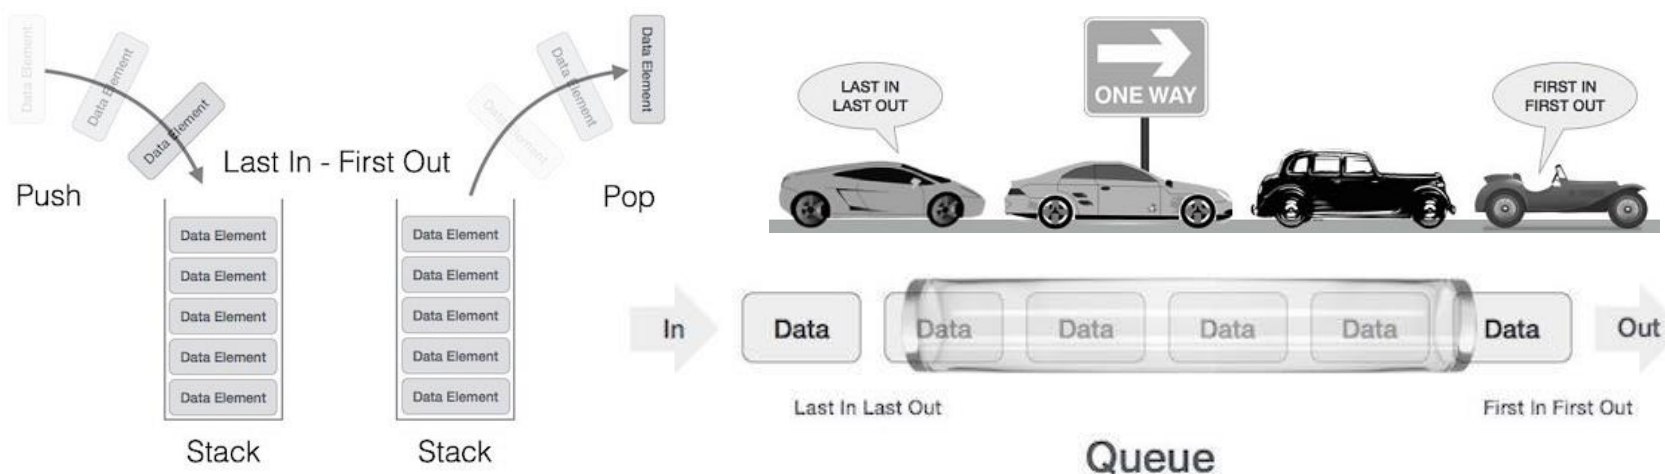 Data Element
Data Element
Data Element
Last In - First Out
Push
Data Element
Data Element
Data Element
Data Element
Data Element
Stack
Data Element
Data Element
Data Element
Pop
Data Element
Data Element
Data Element
Data Element
Data Element
Stack
LAST IN
LAST OUT
ONE WAY
FIRST IN
FIRST OUT
In
Data
Data
Data
Data
Data
Data
Out
Last In Last Out
First In First Out
Queue